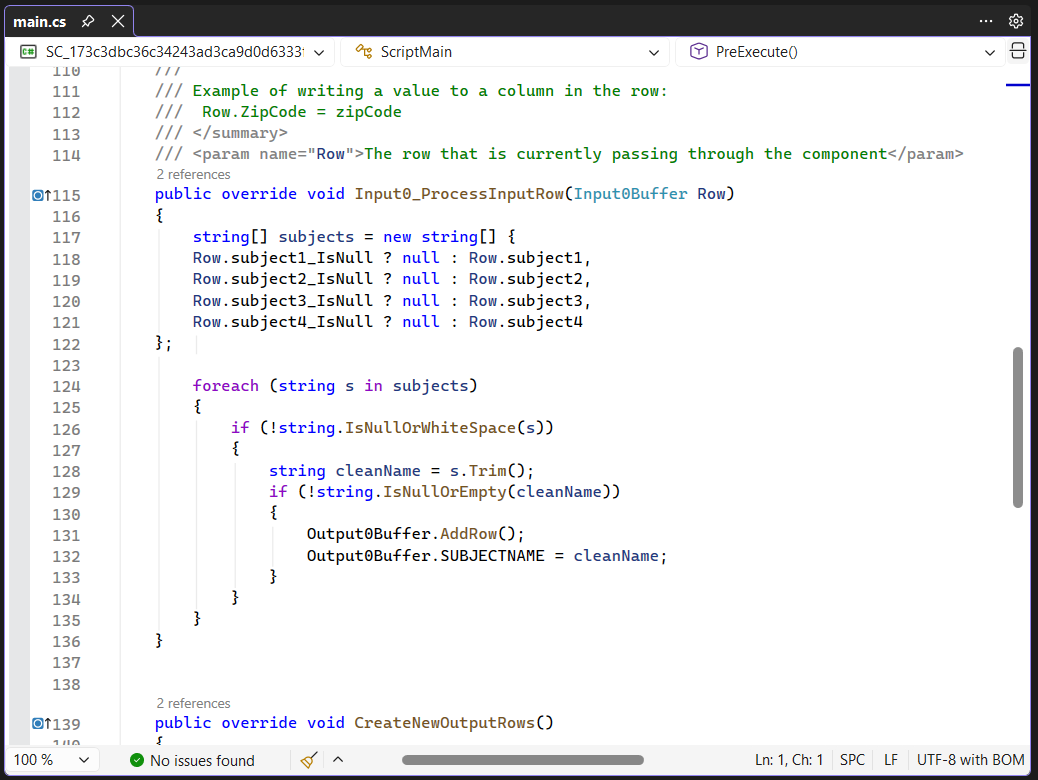 main.cs
SC_173c3dbc36c34243ad3ca9d0d6333 ScriptMain PreExecute()
110 ///
111 /// Example of writing a value to a column in the row:
112 ///  Row.ZipCode = zipCode
113 /// </summary>
114 /// <param name="Row">The row that is currently passing through the component</param>
2 references
115 public override void Input0_ProcessInputRow(Input0Buffer Row)
116 {
117     string[] subjects = new string[] {
118     Row.subject1_IsNull ? null : Row.subject1,
119     Row.subject2_IsNull ? null : Row.subject2,
120     Row.subject3_IsNull ? null : Row.subject3,
121     Row.subject4_IsNull ? null : Row.subject4
122 };
123
124     foreach (string s in subjects)
125     {
126         if (!string.IsNullOrWhiteSpace(s))
127         {
128             string cleanName = s.Trim();
129             if (!string.IsNullOrEmpty(cleanName))
130             {
131                 Output0Buffer.AddRow();
132                 Output0Buffer.SUBJECTNAME = cleanName;
133             }
134         }
135     }
136 }
137
138
2 references
139 public override void CreateNewOutputRows()
140 {
100 % No issues found Ln: 1, Ch: 1 SPC LF UTF-8 with BOM